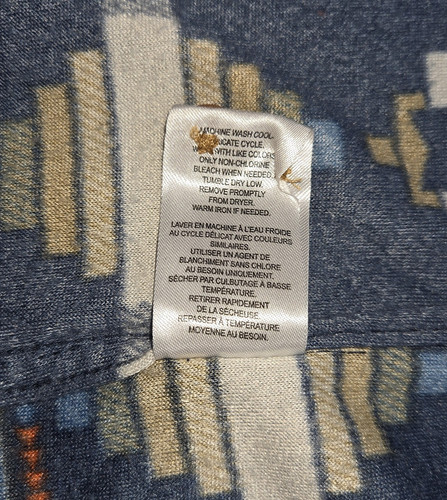 MACHINE WASH COOL
DELICATE CYCLE.
WITH LIKE COLORS
ONLY NON-CHLORINE
BLEACH WHEN NEEDED.
TUMBLE DRY LOW.
REMOVE PROMPTLY
FROM DRYER.
WARM IRON IF NEEDED.
LAVER EN MACHINE À L'EAU FROIDE
AU CYCLE DÉLICAT AVEC COULEURS
SIMILAIRES.
UTILISER UN AGENT DE
BLANCHIMENT SANS CHLORE
AU BESOIN UNIQUEMENT.
SÉCHER PAR CULBUTAGE À BASSE
TEMPÉRATURE.
RETIRER RAPIDEMENT
DE LA SÉCHEUSE.
REPASSER À TEMPÉRATURE
MOYENNE AU BESOIN.